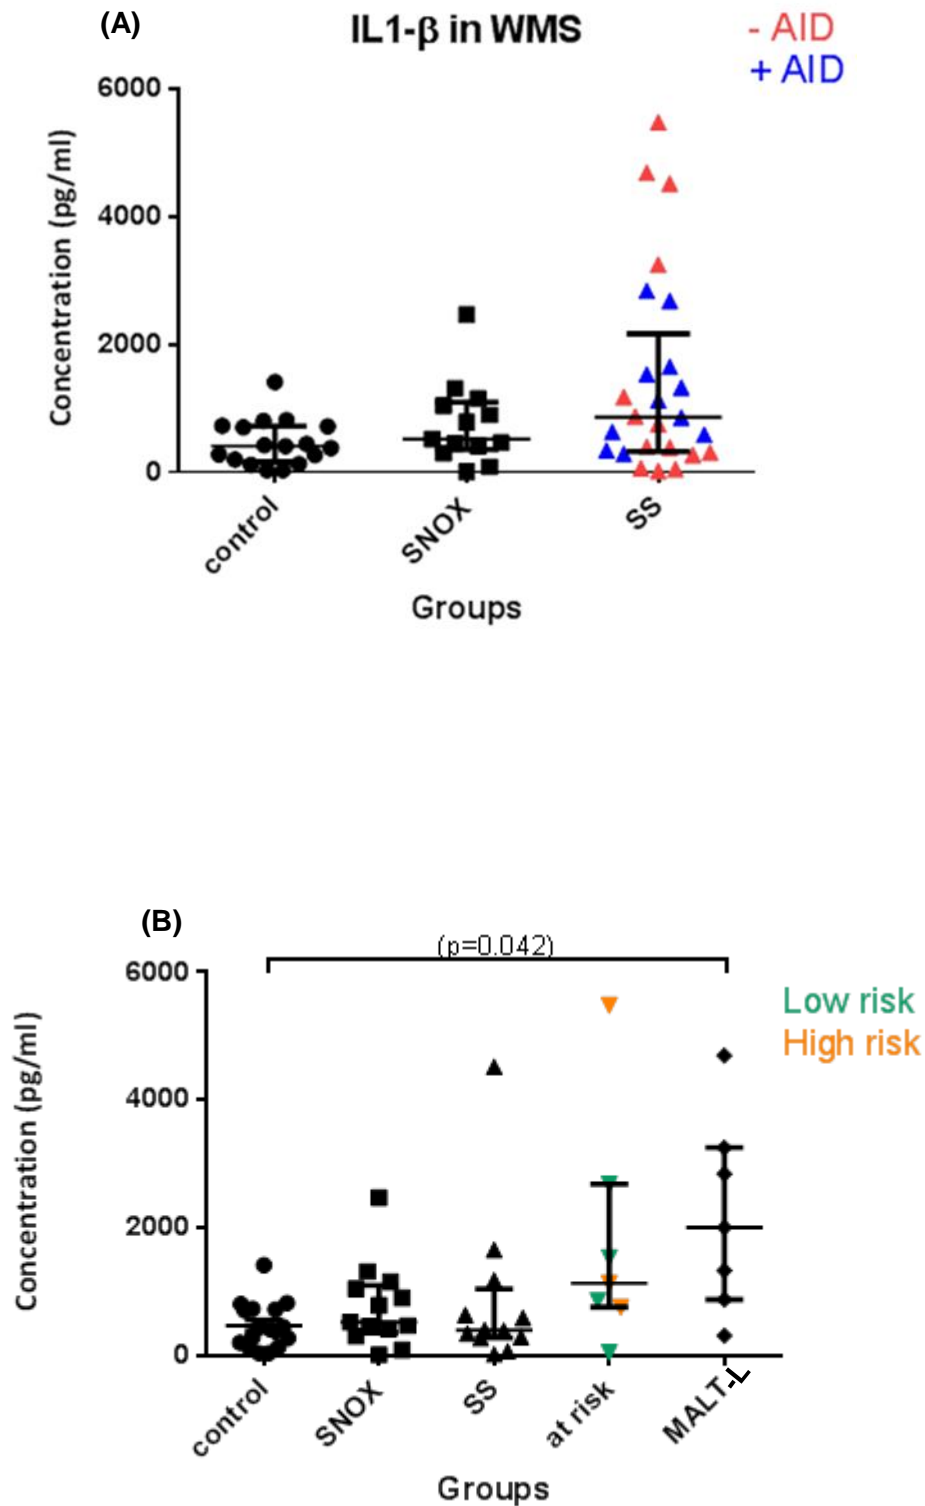 (A)
IL1-β in WMS
- AID
+ AID
Concentration (pg/ml)
6000
4000
2000
0
control
SNOX
SS
Groups
(B)
(p=0.042)
Low risk
High risk
Concentration (pg/ml)
6000
4000
2000
0
control
SNOX
SS
at risk
MALT-L
Groups